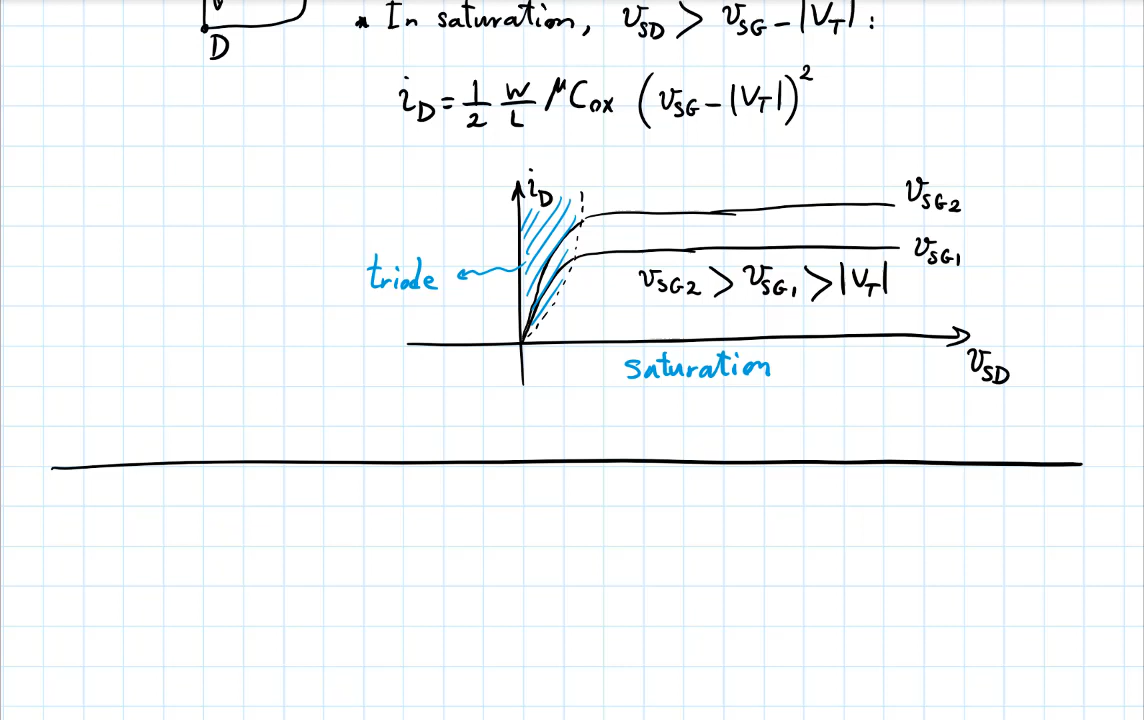 • In saturation, v_SD > v_SG - |V_T| :
D
i_D = 1/2 W/L μC_ox (v_SG - |V_T|)^2
i_D
v_SG2
v_SG1
triode
v_SG2 > v_SG1 > |V_T|
saturation
v_SD